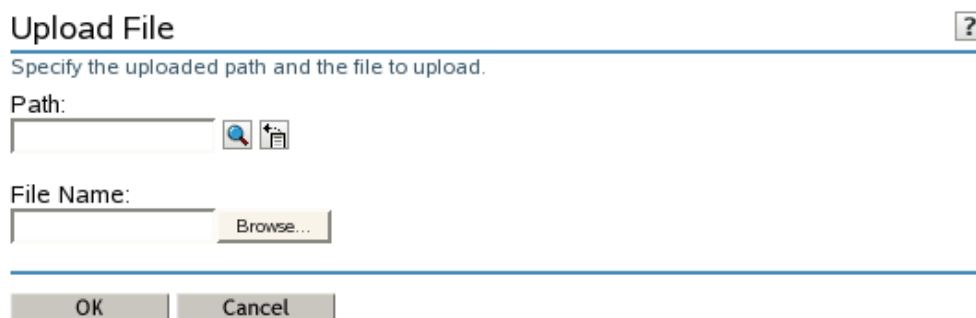 Upload File ?
Specify the uploaded path and the file to upload.
Path:
File Name:
Browse...
OK Cancel